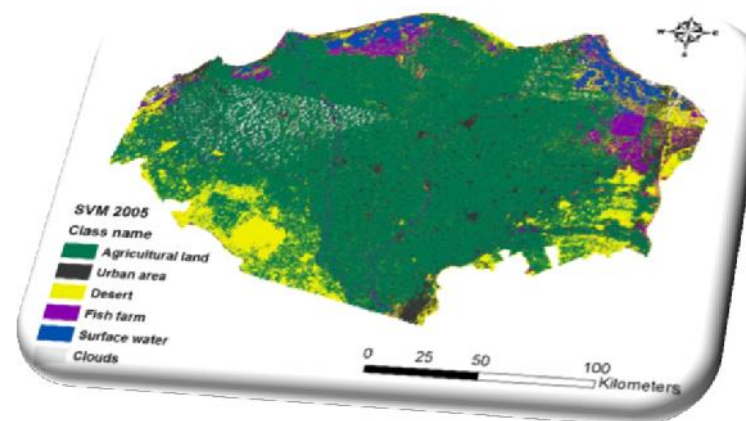 N
W E
S
SVM 2005
Class name
Agricultural land
Urban area
Desert
Fish farm
Surface water
Clouds
0 25 50 100
Kilometers